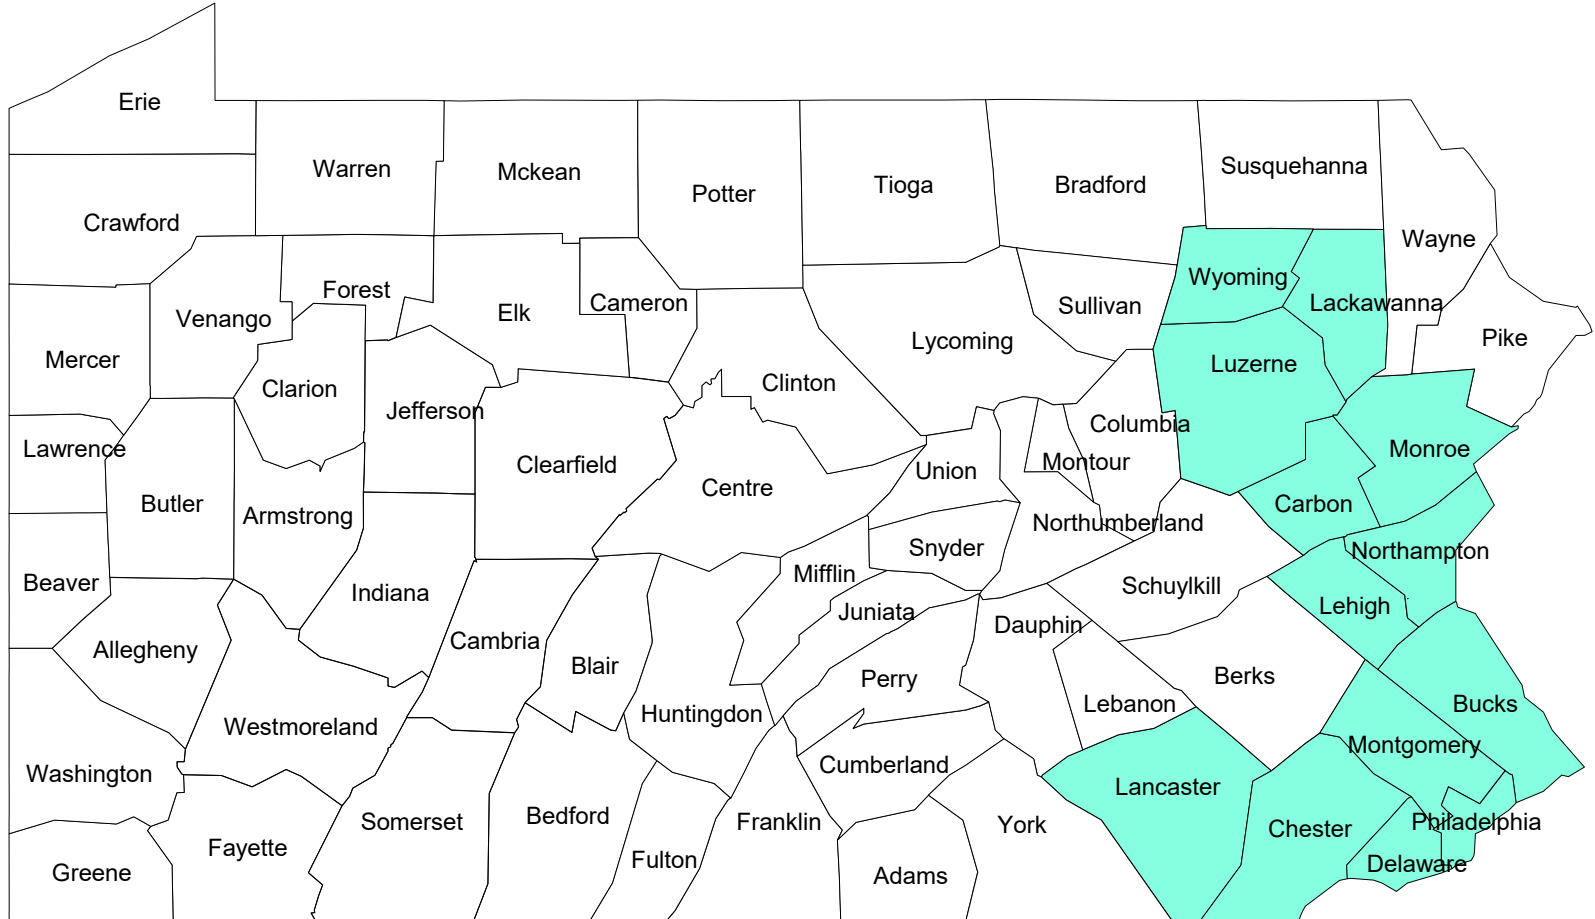 Erie
Warren
Mckean
Potter
Tioga
Bradford
Susquehanna
Crawford
Wayne
Wyoming
Forest
Cameron
Lackawanna
Venango
Elk
Sullivan
Pike
Lycoming
Mercer
Luzerne
Clinton
Clarion
Jefferson
Columbia
Lawrence
Monroe
Clearfield
Union
Montour
Centre
Butler
Carbon
Armstrong
Northumberland
Snyder
Northampton
Beaver
Mifflin
Schuylkill
Indiana
Lehigh
Juniata
Dauphin
Cambria
Allegheny
Blair
Berks
Perry
Lebanon
Bucks
Huntingdon
Westmoreland
Montgomery
Cumberland
Washington
Lancaster
Bedford
Somerset
Franklin
York
Philadelphia
Chester
Fayette
Fulton
Delaware
Greene
Adams